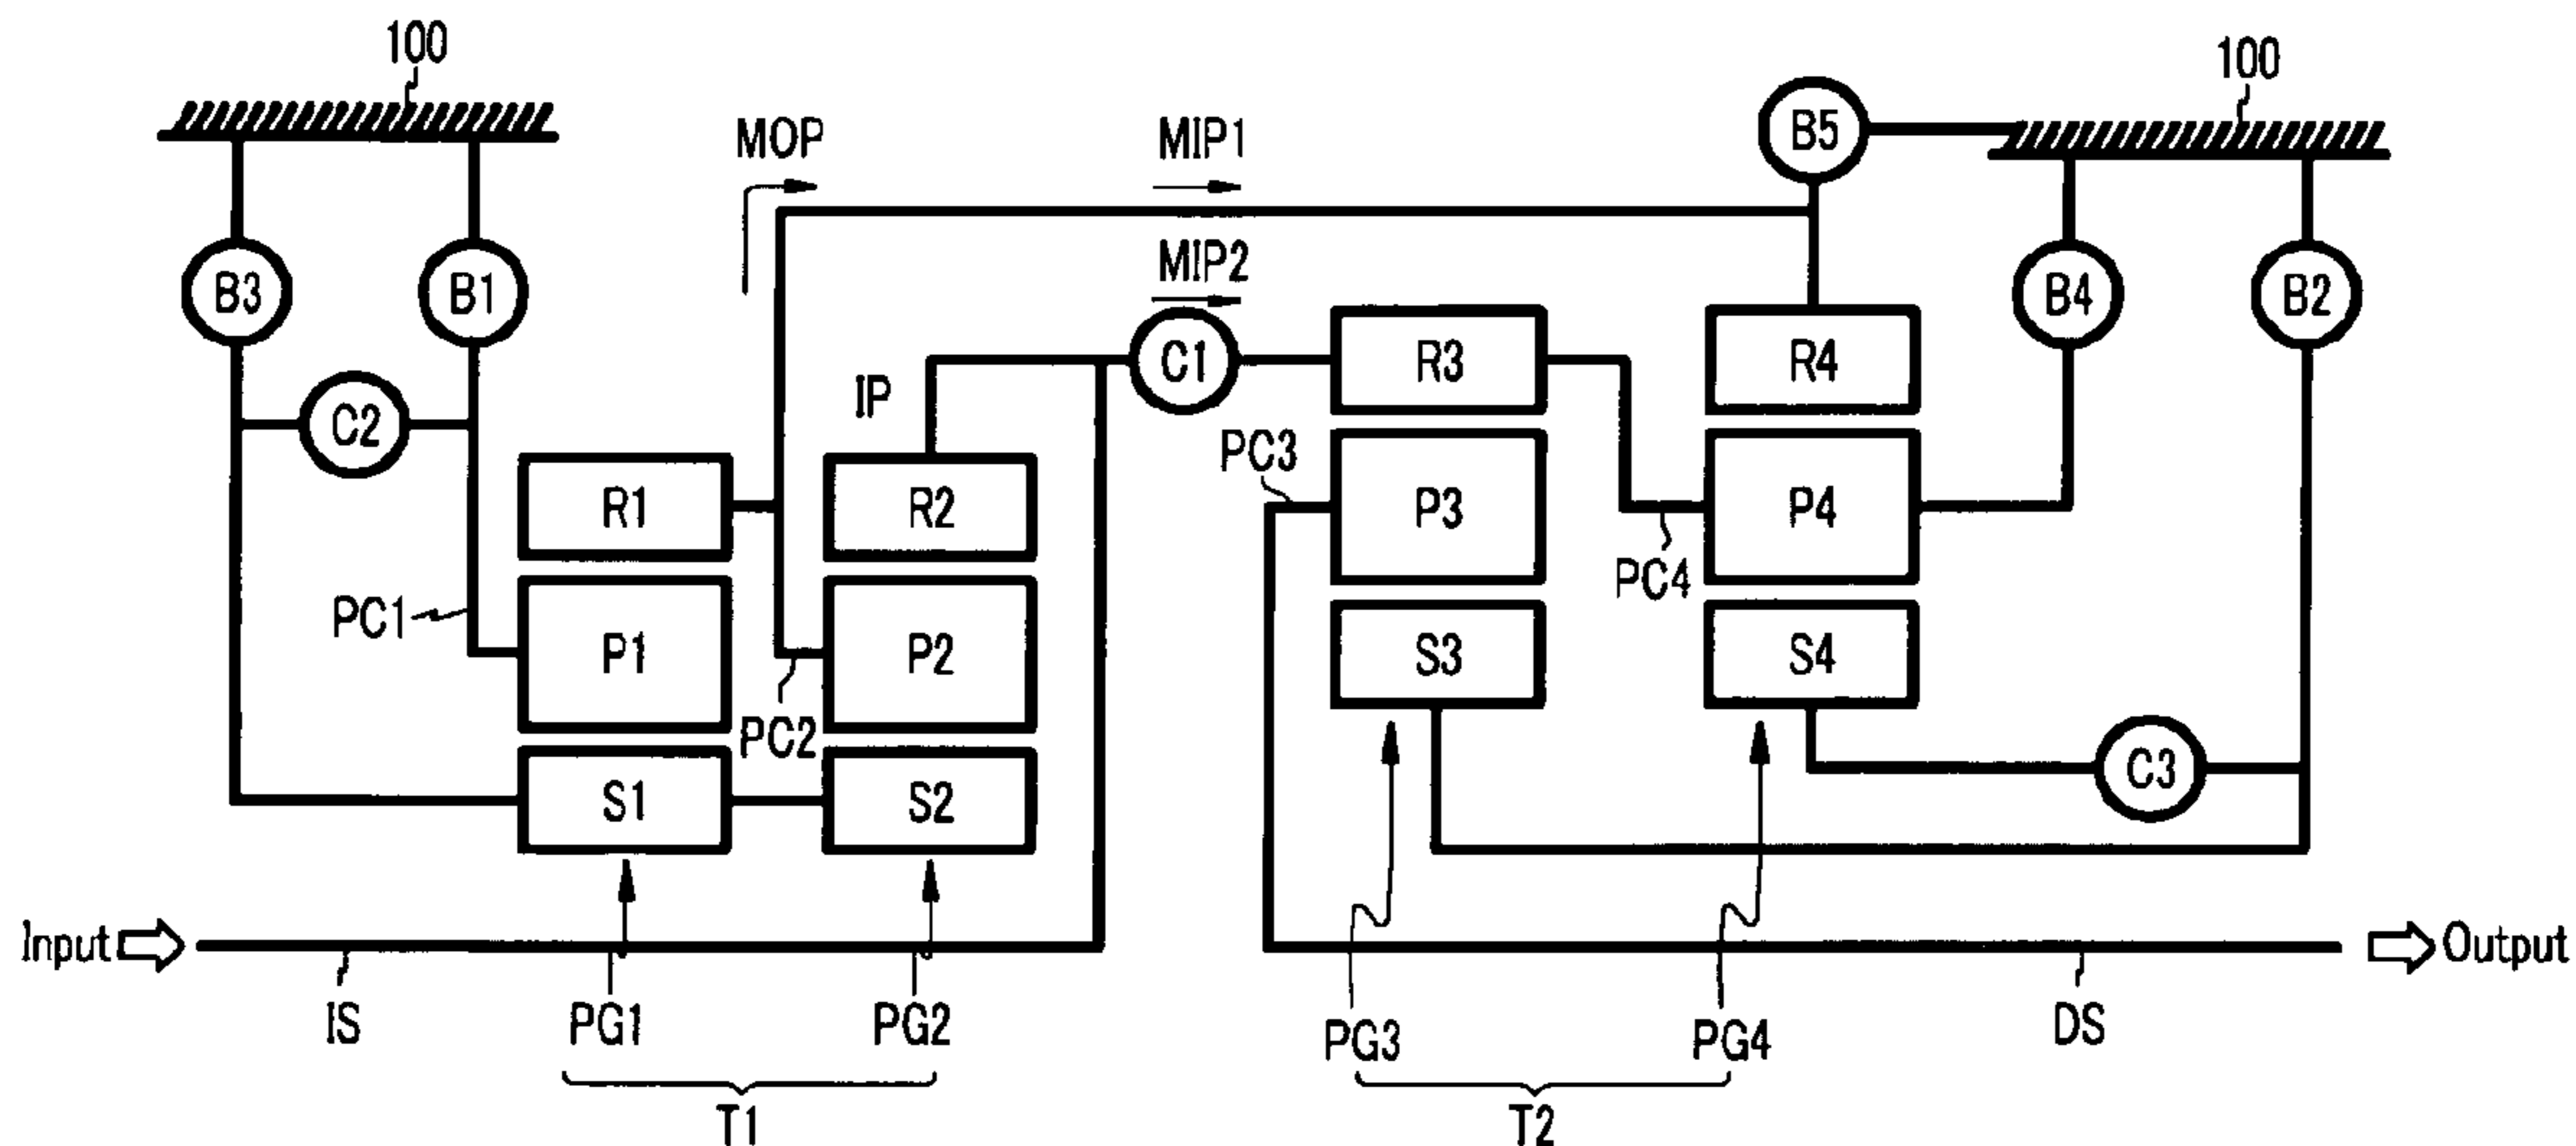 100
100
MOP
MIP1
B5
MIP2
B3
B1
B4
B2
C1
R3
R4
IP
C2
PC3
R1
R2
P3
P4
PC4
PC1
P1
P2
S3
S4
PC2
C3
S1
S2
Input
Output
IS
PG1
PG2
PG3
PG4
DS
T1
T2